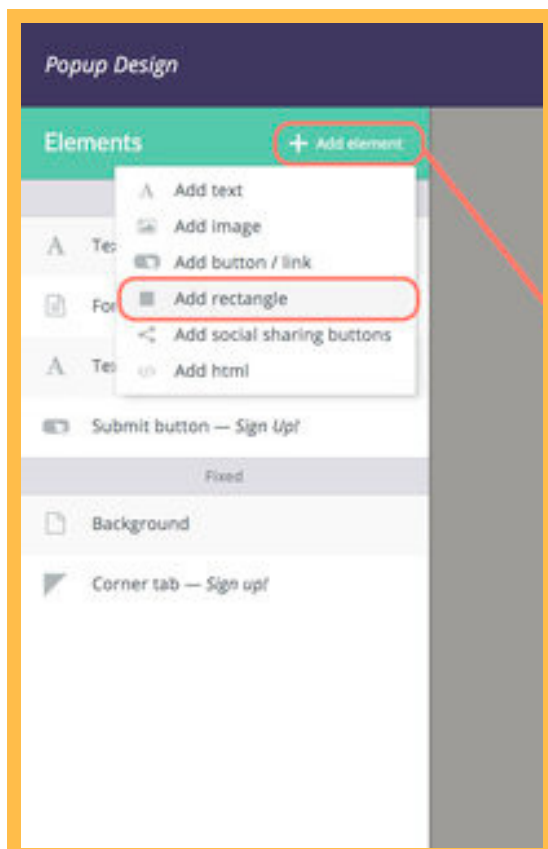 Popup Design
Elements
+ Add element
A Add text
Add image
Add button / link
Add rectangle
Add social sharing buttons
</> Add html
A
A
Submit button — Sign Up!
Fixed
Background
Corner tab — Sign up!